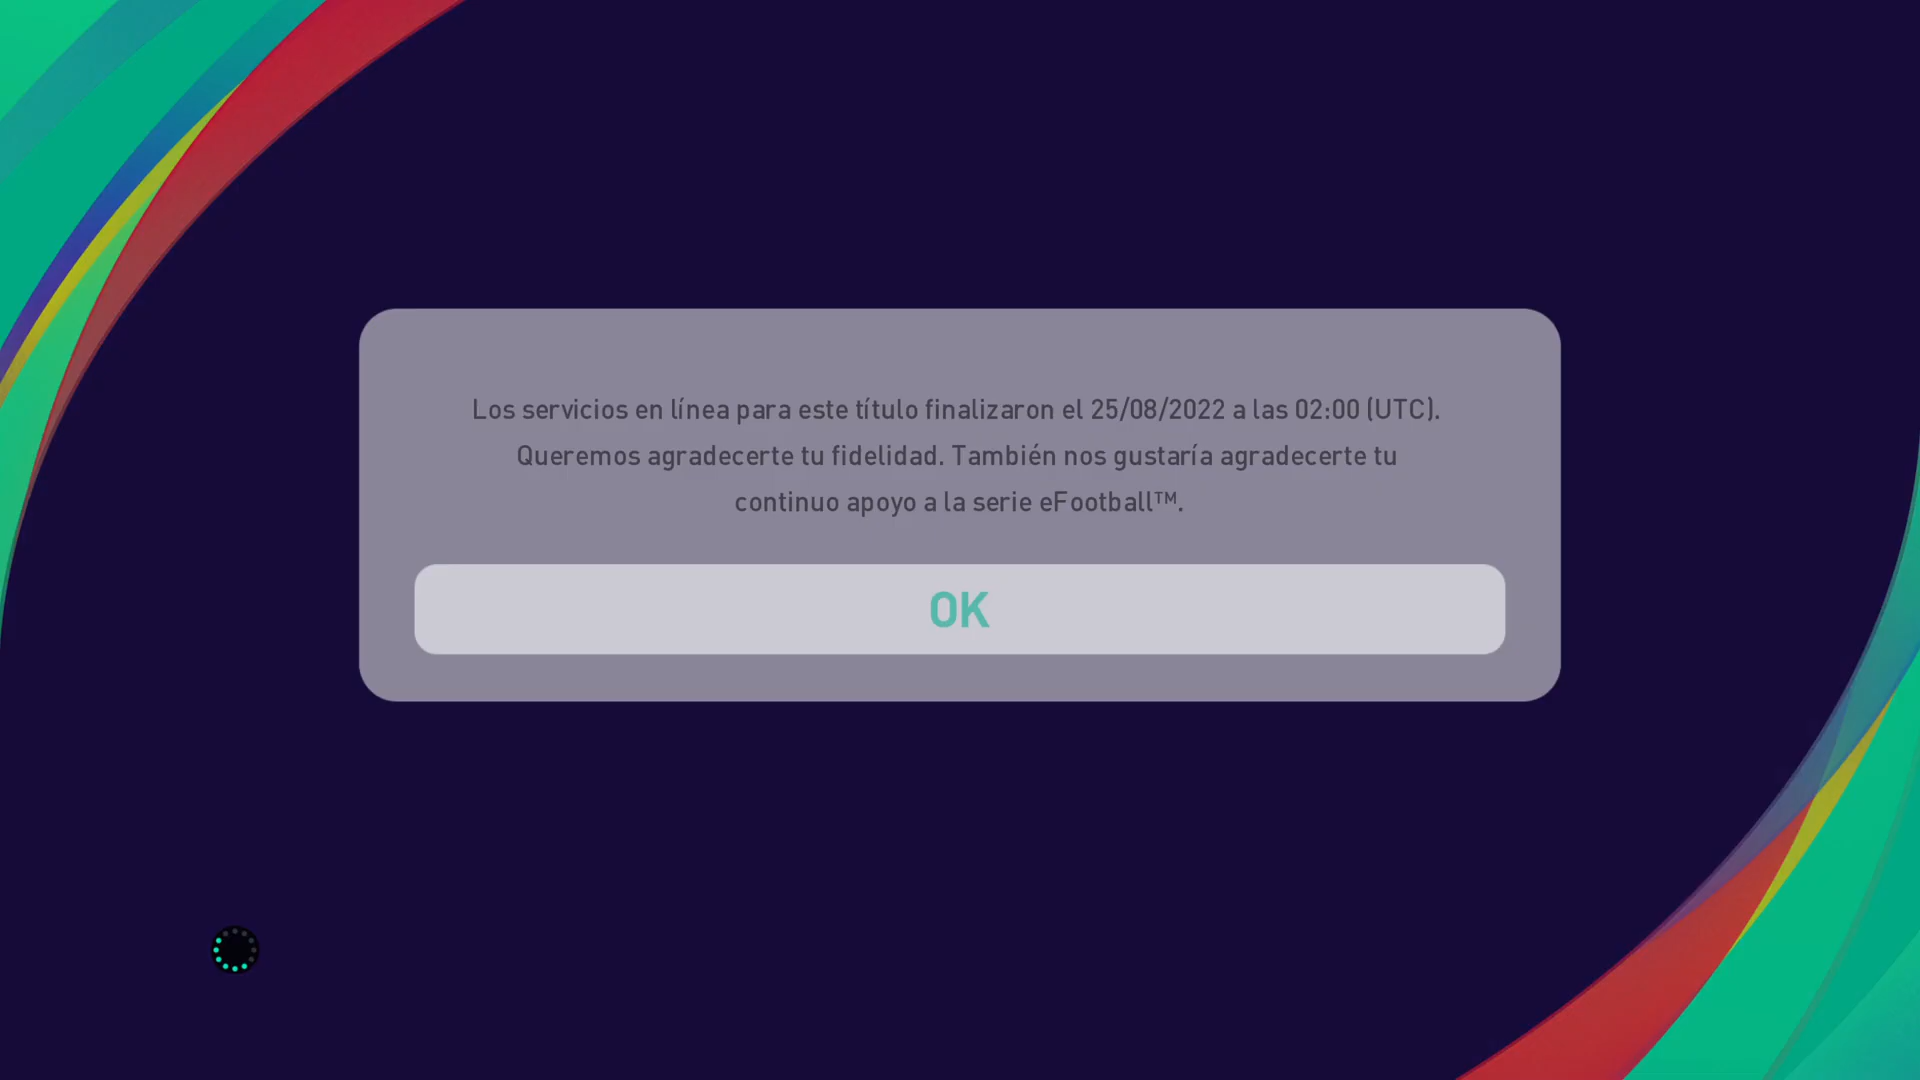 Los servicios en línea para este título finalizaron el 25/08/2022 a las 02:00 (UTC).
Queremos agradecerte tu fidelidad. También nos gustaría agradecerte tu
continuo apoyo a la serie eFootball™.
OK